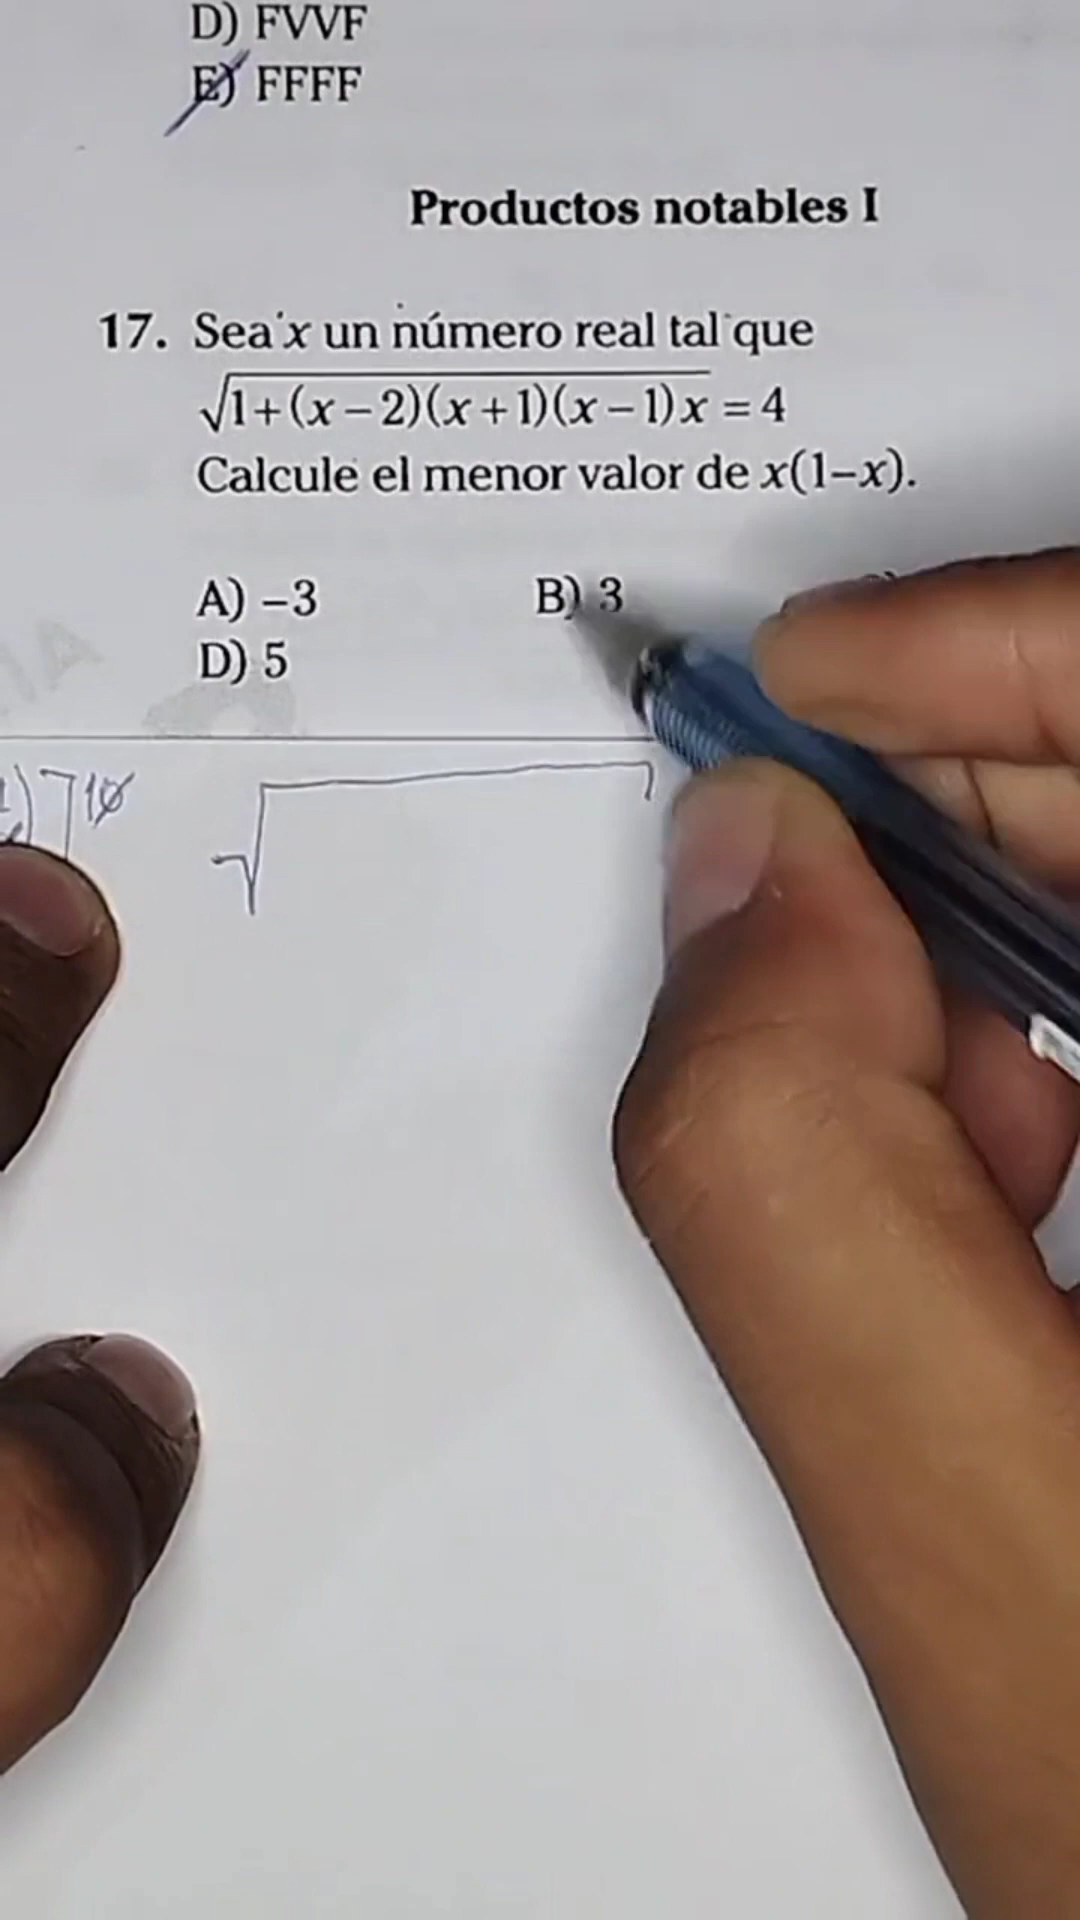 D) FVVF
E) FFFF
Productos notables I
17. Sea x un número real tal que
√1+(x−2)(x+1)(x−1)x = 4
Calcule el menor valor de x(1−x).
A) −3 B) 3
D) 5
)] 10